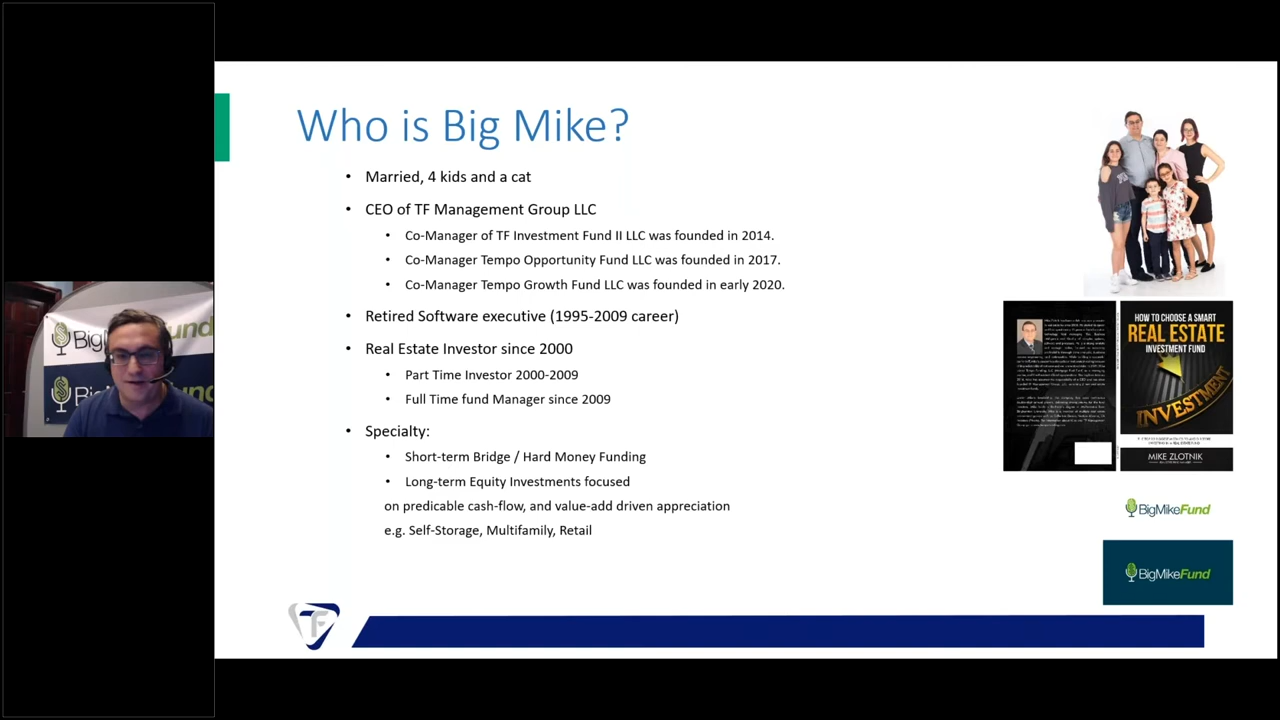 Who is Big Mike?
• Married, 4 kids and a cat
• CEO of TF Management Group LLC
• Co-Manager of TF Investment Fund II LLC was founded in 2014.
• Co-Manager Tempo Opportunity Fund LLC was founded in 2017.
• Co-Manager Tempo Growth Fund LLC was founded in early 2020.
• Retired Software executive (1995-2009 career)
• Real Estate Investor since 2000
• Part Time Investor 2000-2009
• Full Time fund Manager since 2009
• Specialty:
• Short-term Bridge / Hard Money Funding
• Long-term Equity Investments focused
on predicable cash-flow, and value-add driven appreciation
e.g. Self-Storage, Multifamily, Retail
HOW TO CHOOSE A SMART
REAL ESTATE
INVESTMENT FUND
INVESTMENT
MIKE ZLOTNIK
BigMikeFund
BigMikeFund
TF
BigMikeFund
BigMikeFund